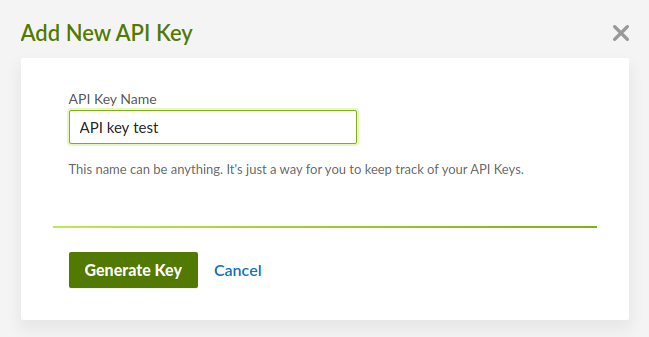 Add New API Key
API Key Name
API key test
This name can be anything. It's just a way for you to keep track of your API Keys.
Generate Key Cancel